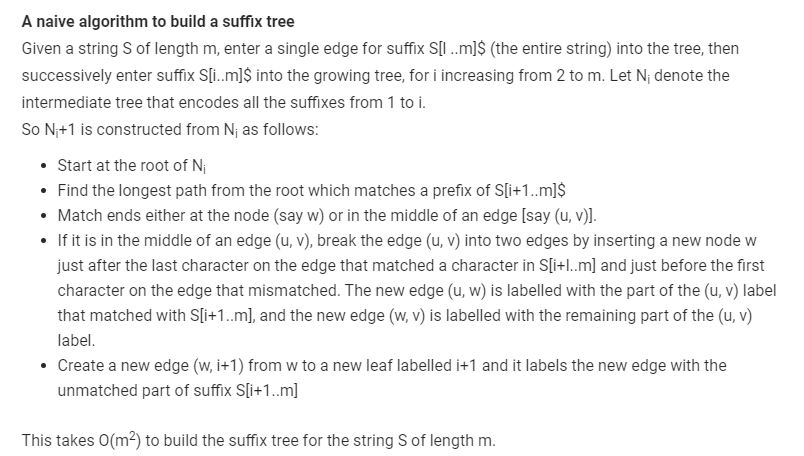 A naive algorithm to build a suffix tree
Given a string S of length m, enter a single edge for suffix S[l ..m]$ (the entire string) into the tree, then
successively enter suffix S[i..m]$ into the growing tree, for i increasing from 2 to m. Let Nᵢ denote the
intermediate tree that encodes all the suffixes from 1 to i.
So Nᵢ+1 is constructed from Nᵢ as follows:
• Start at the root of Nᵢ
• Find the longest path from the root which matches a prefix of S[i+1..m]$
• Match ends either at the node (say w) or in the middle of an edge [say (u, v)].
• If it is in the middle of an edge (u, v), break the edge (u, v) into two edges by inserting a new node w
just after the last character on the edge that matched a character in S[i+l..m] and just before the first
character on the edge that mismatched. The new edge (u, w) is labelled with the part of the (u, v) label
that matched with S[i+1..m], and the new edge (w, v) is labelled with the remaining part of the (u, v)
label.
• Create a new edge (w, i+1) from w to a new leaf labelled i+1 and it labels the new edge with the
unmatched part of suffix S[i+1..m]
This takes O(m²) to build the suffix tree for the string S of length m.